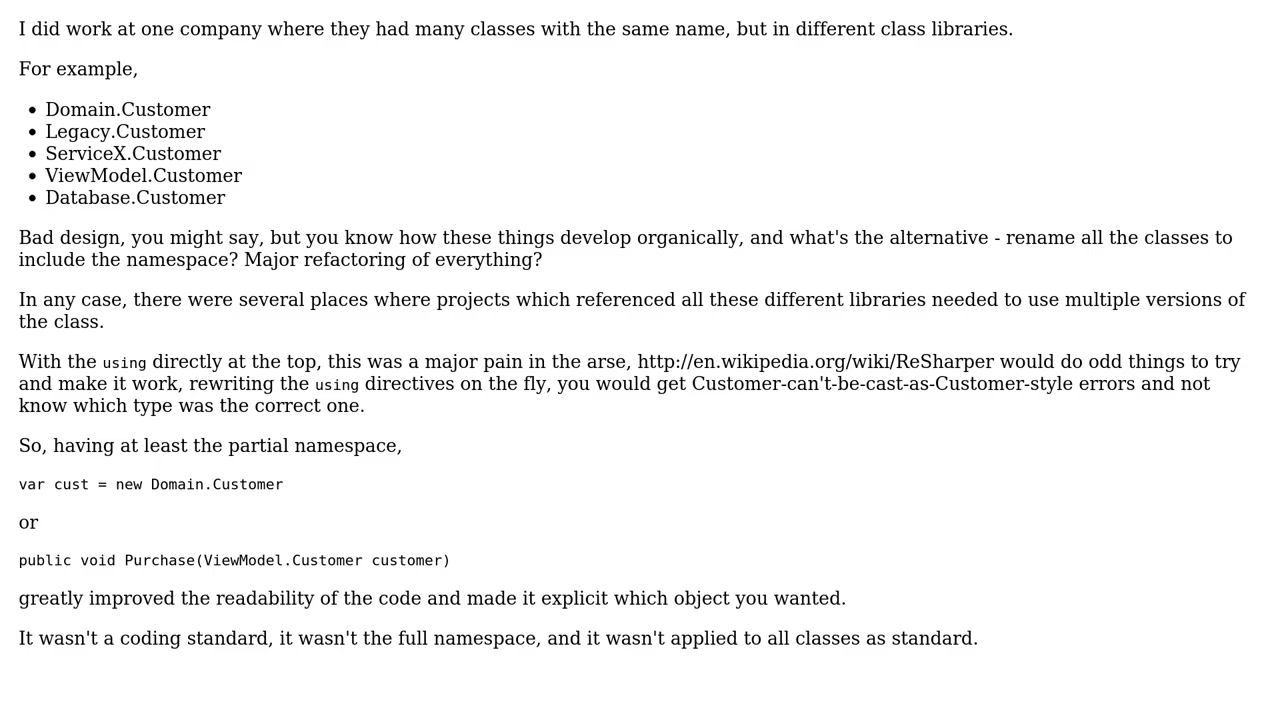 I did work at one company where they had many classes with the same name, but in different class libraries.
For example,
• Domain.Customer
• Legacy.Customer
• ServiceX.Customer
• ViewModel.Customer
• Database.Customer
Bad design, you might say, but you know how these things develop organically, and what's the alternative - rename all the classes to
include the namespace? Major refactoring of everything?
In any case, there were several places where projects which referenced all these different libraries needed to use multiple versions of
the class.
With the using directly at the top, this was a major pain in the arse, http://en.wikipedia.org/wiki/ReSharper would do odd things to try
and make it work, rewriting the using directives on the fly, you would get Customer-can't-be-cast-as-Customer-style errors and not
know which type was the correct one.
So, having at least the partial namespace,
var cust = new Domain.Customer
or
public void Purchase(ViewModel.Customer customer)
greatly improved the readability of the code and made it explicit which object you wanted.
It wasn't a coding standard, it wasn't the full namespace, and it wasn't applied to all classes as standard.